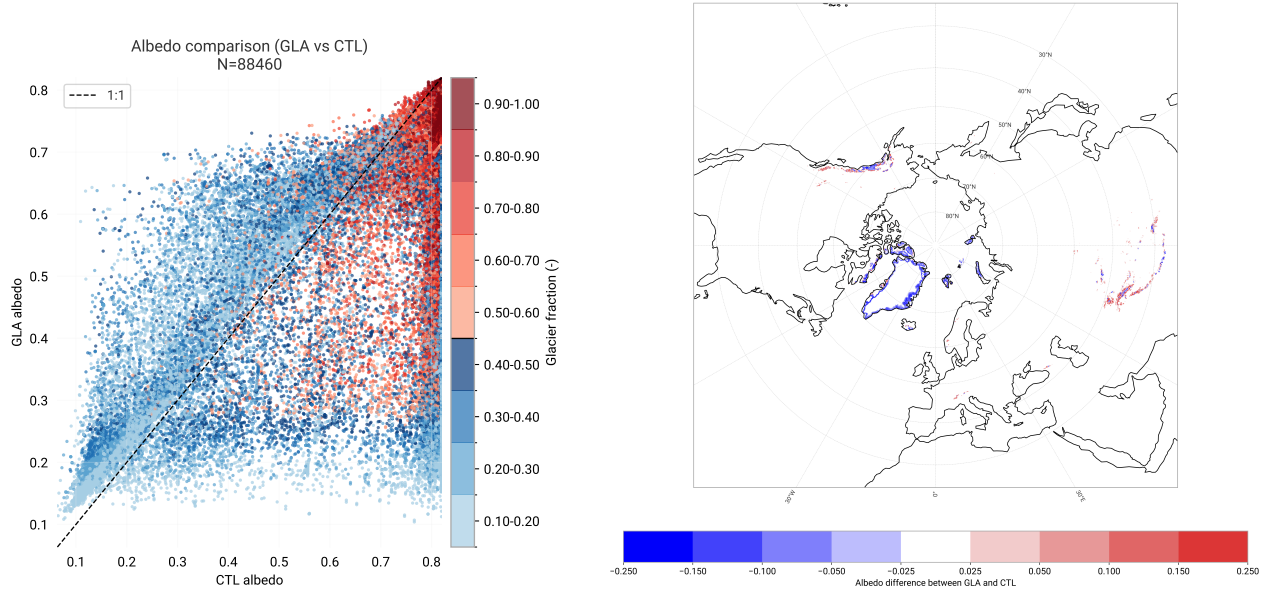 Albedo comparison (GLA vs CTL)
N=88460
1:1
GLA albedo
0.8
0.7
0.6
0.5
0.4
0.3
0.2
0.1
0.1
0.2
0.3
0.4
0.5
0.6
0.7
0.8
CTL albedo
0.90-1.00
0.80-0.90
0.70-0.80
0.60-0.70
0.50-0.60
0.40-0.50
0.30-0.40
0.20-0.30
0.10-0.20
Glacier fraction (-)
30°N
40°N
50°N
60°N
70°N
80°N
30°W
0°
30°E
−0.250
−0.150
−0.100
−0.050
−0.025
0.025
0.050
0.100
0.150
0.250
Albedo difference between GLA and CTL